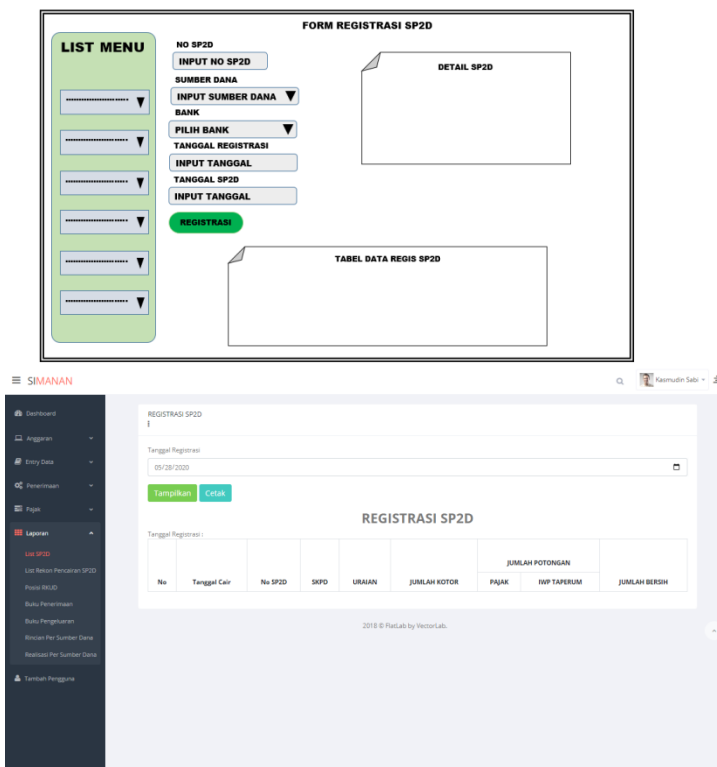 FORM REGISTRASI SP2D
LIST MENU
NO SP2D
INPUT NO SP2D
SUMBER DANA
INPUT SUMBER DANA
BANK
PILIH BANK
TANGGAL REGISTRASI
INPUT TANGGAL
TANGGAL SP2D
INPUT TANGGAL
REGISTRASI
DETAIL SP2D
TABEL DATA REGIS SP2D
SIMANAN
Kasmudin Sabi
Dashboard
Anggaran
Entry Data
Penerimaan
Pajak
Laporan
List SP2D
List Rekon Pencairan SP2D
Posisi RKUD
Buku Penerimaan
Buku Pengeluaran
Rincian Per Sumber Dana
Realisasi Per Sumber Dana
Tambah Pengguna
REGISTRASI SP2D
Tanggal Registrasi
05/28/2020
Tampilkan Cetak
REGISTRASI SP2D
Tanggal Registrasi :
No Tanggal Cair No SP2D SKPD URAIAN JUMLAH KOTOR JUMLAH POTONGAN JUMLAH BERSIH
PAJAK IWP TAPERUM
2018 © FlatLab by VectorLab.